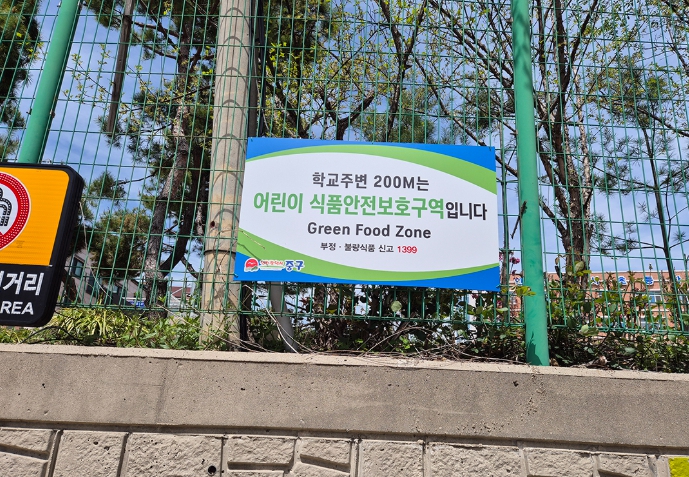 학교주변 200M는
어린이 식품안전보호구역입니다
Green Food Zone
부정·불량식품 신고 1399
중구
거리
AREA